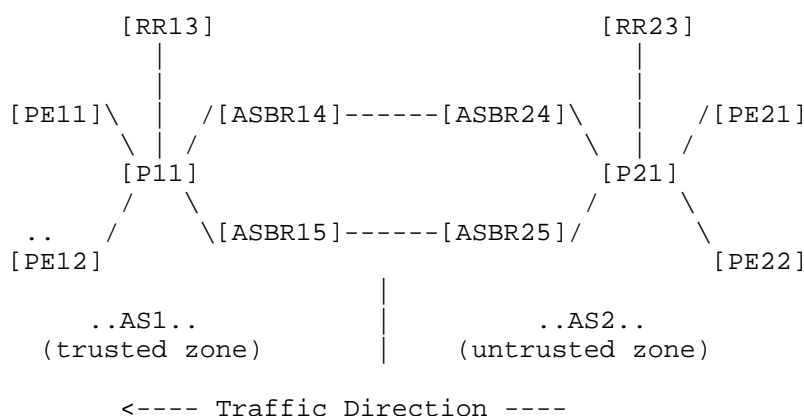 [RR13] [RR23]
[PE11] [ASBR14]------[ASBR24] [PE21]
[P11] [P21]
.. [ASBR15]------[ASBR25]
[PE12] [PE22]
..AS1.. ..AS2..
(trusted zone) (untrusted zone)
<---- Traffic Direction ----